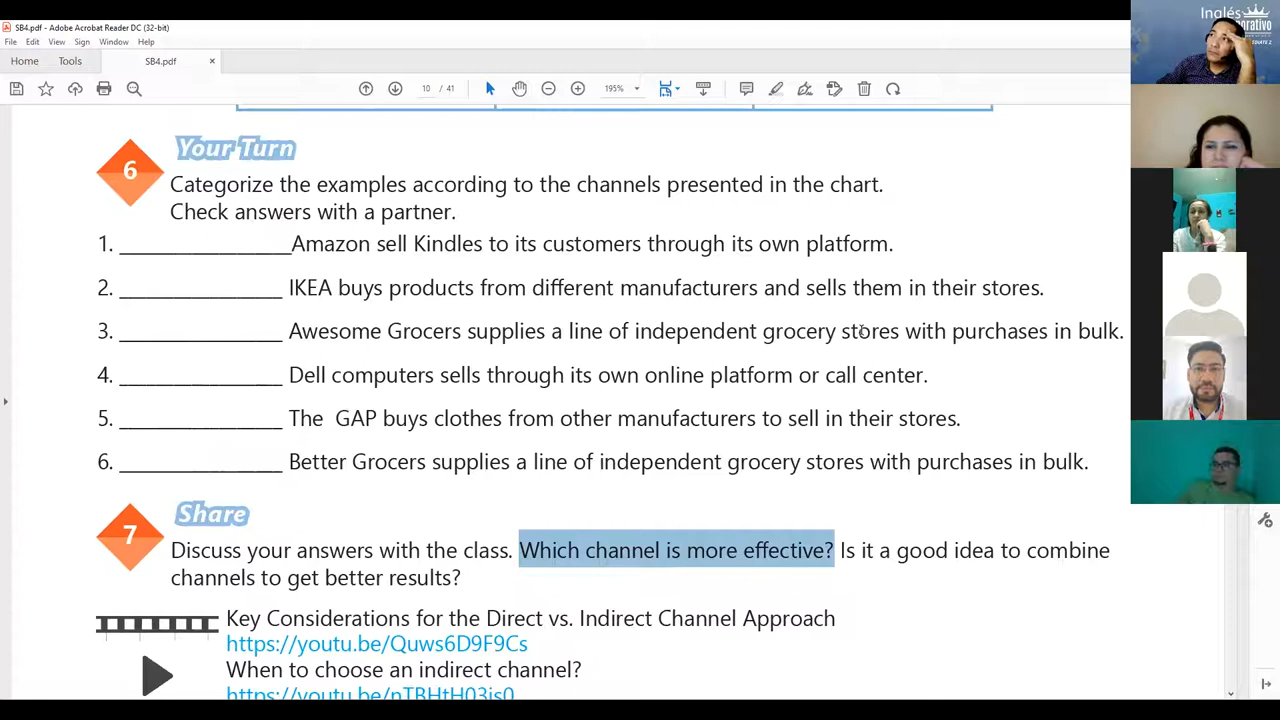 SB4.pdf - Adobe Acrobat Reader DC (32-bit)
File Edit View Sign Window Help
Home Tools SB4.pdf ×
10 / 41 195%
6 Your Turn
Categorize the examples according to the channels presented in the chart.
Check answers with a partner.
1. ________________Amazon sell Kindles to its customers through its own platform.
2. _______________ IKEA buys products from different manufacturers and sells them in their stores.
3. _______________ Awesome Grocers supplies a line of independent grocery stores with purchases in bulk.
4. _______________ Dell computers sells through its own online platform or call center.
5. _______________ The GAP buys clothes from other manufacturers to sell in their stores.
6. _______________ Better Grocers supplies a line of independent grocery stores with purchases in bulk.
7 Share
Discuss your answers with the class. Which channel is more effective? Is it a good idea to combine
channels to get better results?
Key Considerations for the Direct vs. Indirect Channel Approach
https://youtu.be/Quws6D9F9Cs
When to choose an indirect channel?
Inglés